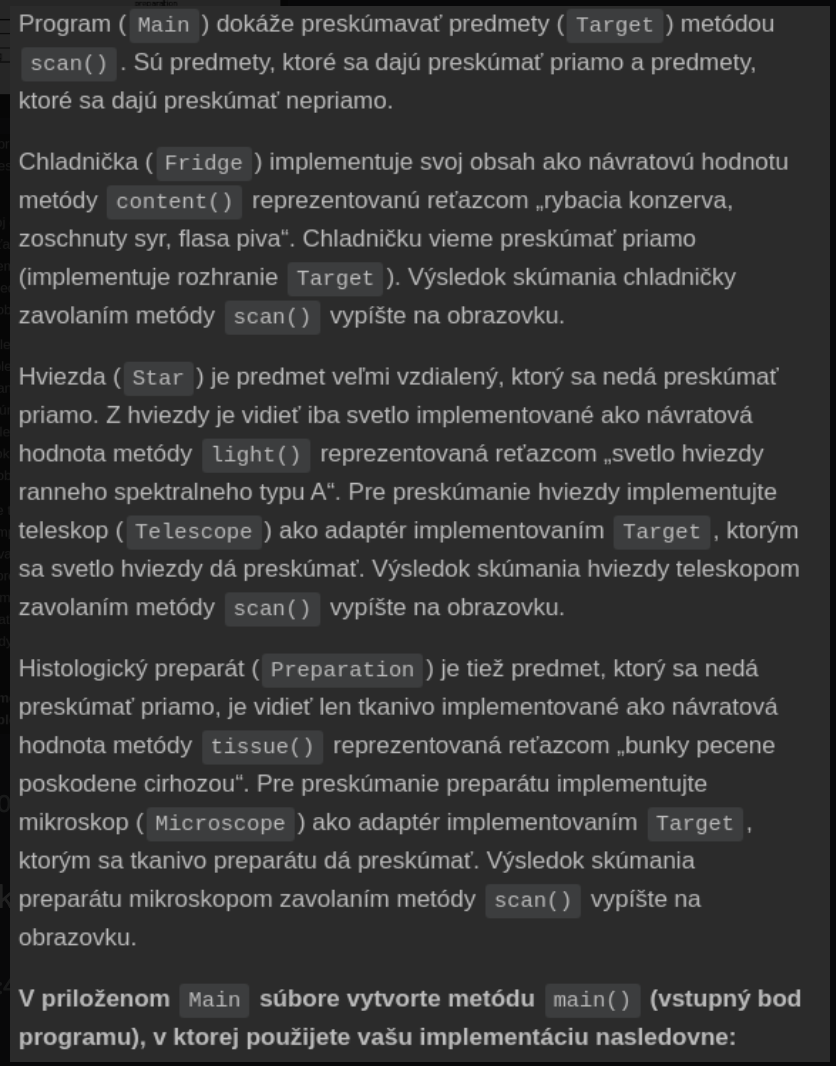 Program ( Main ) dokáže preskúmavať predmety ( Target ) metódou
scan() . Sú predmety, ktoré sa dajú preskúmať priamo a predmety,
ktoré sa dajú preskúmať nepriamo.
Chladnička ( Fridge ) implementuje svoj obsah ako návratovú hodnotu
metódy content() reprezentovanú reťazcom „rybacia konzerva,
zoschnuty syr, flasa piva“. Chladničku vieme preskúmať priamo
(implementuje rozhranie Target ). Výsledok skúmania chladničky
zavolaním metódy scan() vypíšte na obrazovku.
Hviezda ( Star ) je predmet veľmi vzdialený, ktorý sa nedá preskúmať
priamo. Z hviezdy je vidieť iba svetlo implementované ako návratová
hodnota metódy light() reprezentovaná reťazcom „svetlo hviezdy
ranneho spektralneho typu A“. Pre preskúmanie hviezdy implementujte
teleskop ( Telescope ) ako adaptér implementovaním Target , ktorým
sa svetlo hviezdy dá preskúmať. Výsledok skúmania hviezdy teleskopom
zavolaním metódy scan() vypíšte na obrazovku.
Histologický preparát ( Preparation ) je tiež predmet, ktorý sa nedá
preskúmať priamo, je vidieť len tkanivo implementované ako návratová
hodnota metódy tissue() reprezentovaná reťazcom „bunky pecene
poskodene cirhozou“. Pre preskúmanie preparátu implementujte
mikroskop ( Microscope ) ako adaptér implementovaním Target ,
ktorým sa tkanivo preparátu dá preskúmať. Výsledok skúmania
preparátu mikroskopom zavolaním metódy scan() vypíšte na
obrazovku.
V priloženom Main súbore vytvorte metódu main() (vstupný bod
programu), v ktorej použijete vašu implementáciu nasledovne: